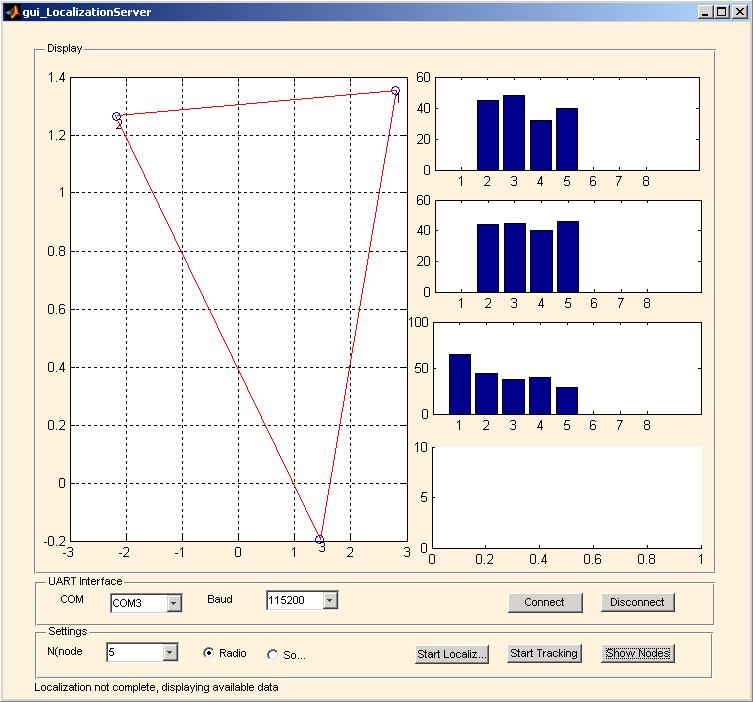 gui_LocalizationServer
Display
1.4
1.2
1
0.8
0.6
0.4
0.2
0
-0.2
-3 -2 -1 0 1 2 3
1
2
3
60
40
20
0
1 2 3 4 5 6 7 8
60
40
20
0
1 2 3 4 5 6 7 8
100
50
0
1 2 3 4 5 6 7 8
10
5
0
0 0.2 0.4 0.6 0.8 1
UART Interface
COM COM3 Baud 115200 Connect Disconnect
Settings
N(node 5 Radio So... Start Localiz... Start Tracking Show Nodes
Localization not complete, displaying available data